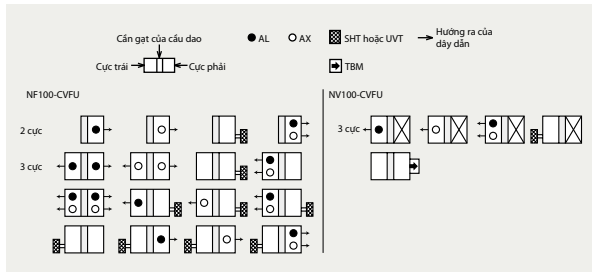 Cần gạt của cầu dao
AL
AX
SHT hoặc UVT
Hướng ra của
dây dẫn
Cực trái
Cực phải
TBM
NF100-CVFU
NV100-CVFU
2 cực
3 cực
3 cực